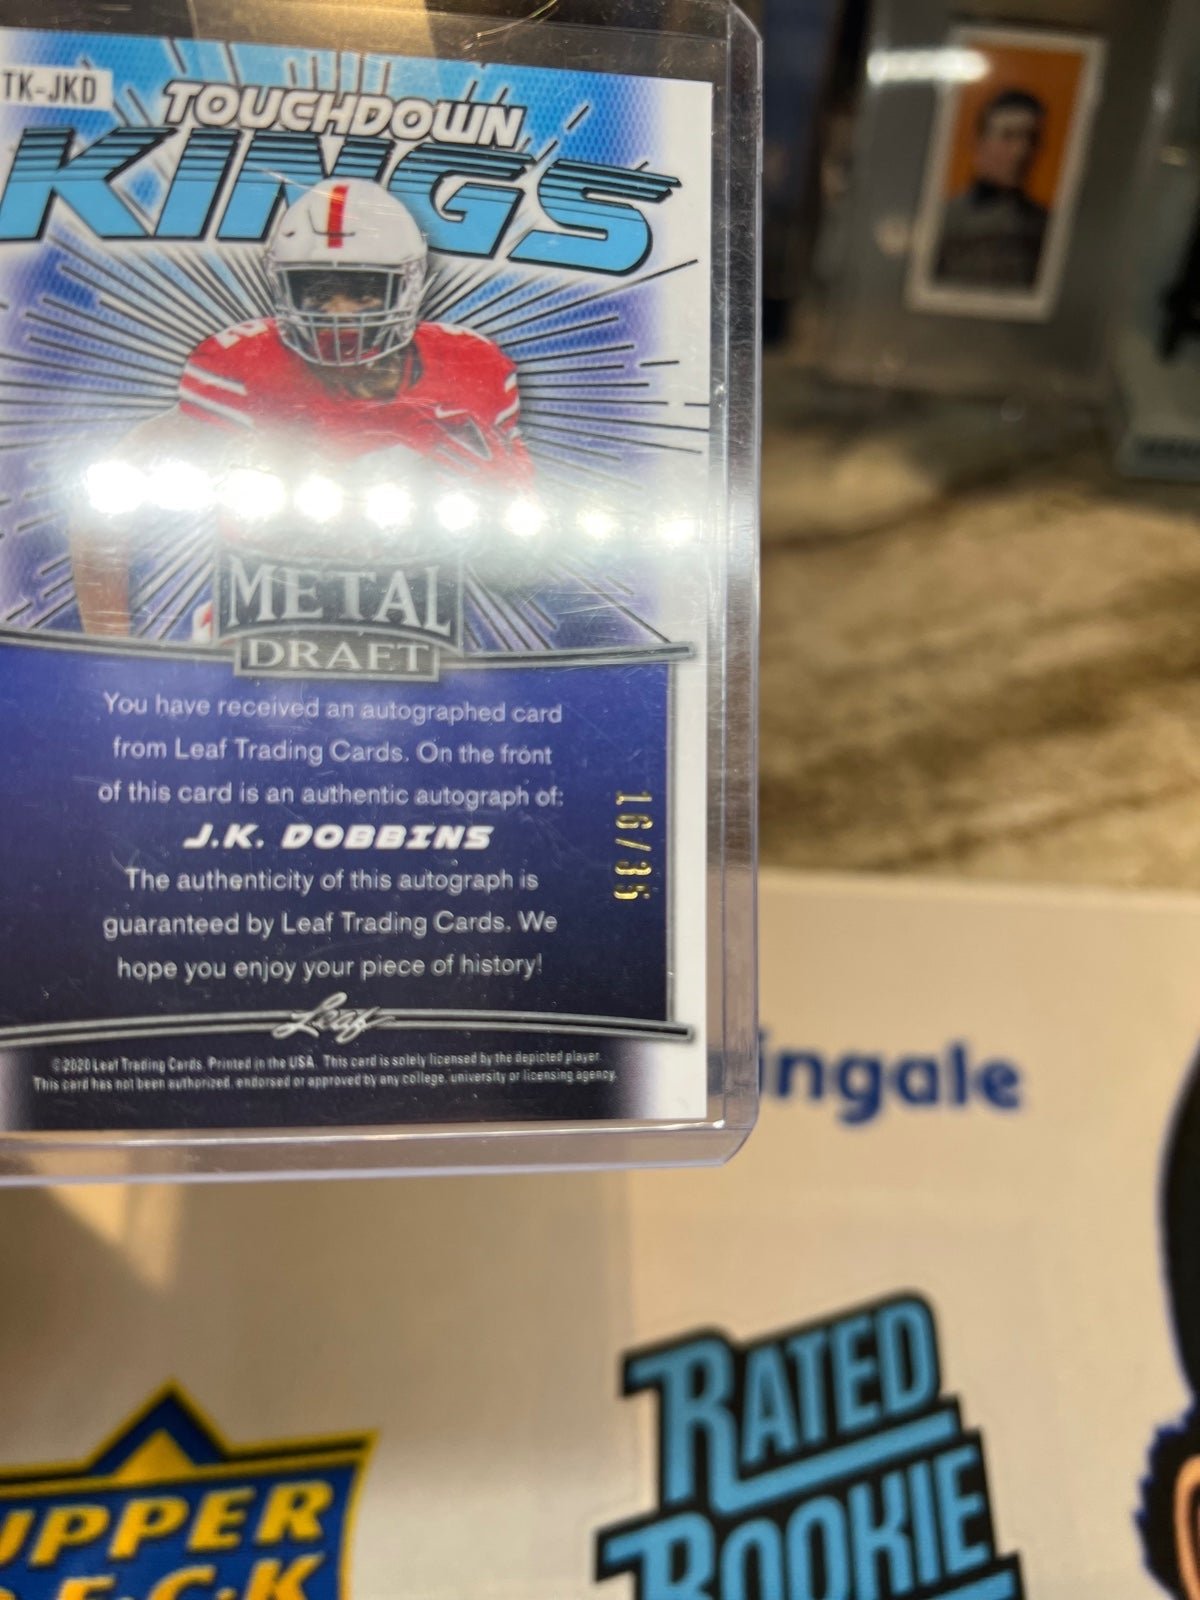 TK-JKD
TOUCHDOWN
KINGS
METAL
DRAFT
You have received an autographed card
from Leaf Trading Cards. On the front
of this card is an authentic autograph of:
J.K. DOBBINS
The authenticity of this autograph is
guaranteed by Leaf Trading Cards. We
hope you enjoy your piece of history!
16/35
Leaf
©2020 Leaf Trading Cards. Printed in the USA. This card is solely licensed by the depicted player.
This card has not been authorized, endorsed or approved by any college, university or licensing agency.
ingale
RATED
ROOKIE
UPPER
DECK